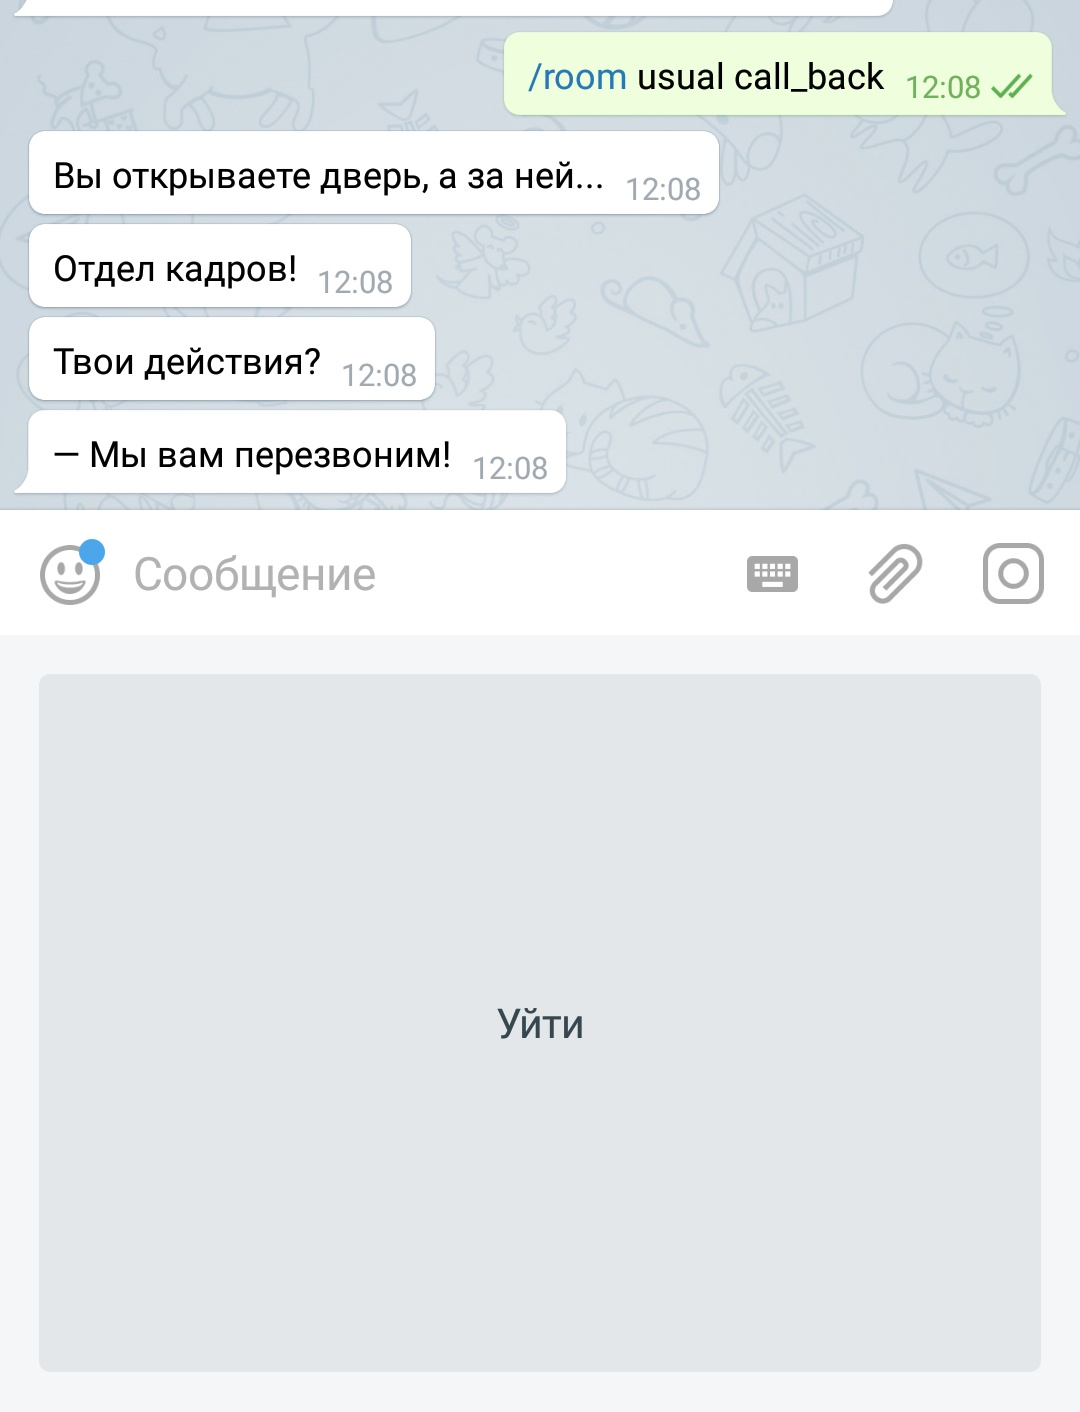 /room usual call_back 12:08
Вы открываете дверь, а за ней... 12:08
Отдел кадров! 12:08
Твои действия? 12:08
— Мы вам перезвоним! 12:08
Сообщение
Уйти